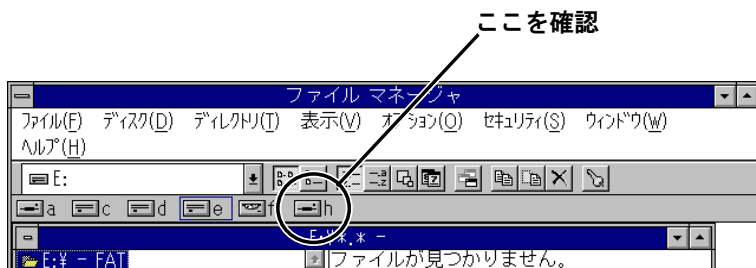 ここを確認
ファイル マネージャ
ﾌｧｲﾙ(F) ﾃﾞｨｽｸ(D) ﾃﾞｨﾚｸﾄﾘ(T) 表示(V) ｵﾌﾟｼｮﾝ(O) ｾｷｭﾘﾃｨ(S) ｳｨﾝﾄﾞｳ(W)
ﾍﾙﾌﾟ(H)
E:
a c d e f h
E:¥*.* -
E:¥ - FAT ファイルが見つかりません。